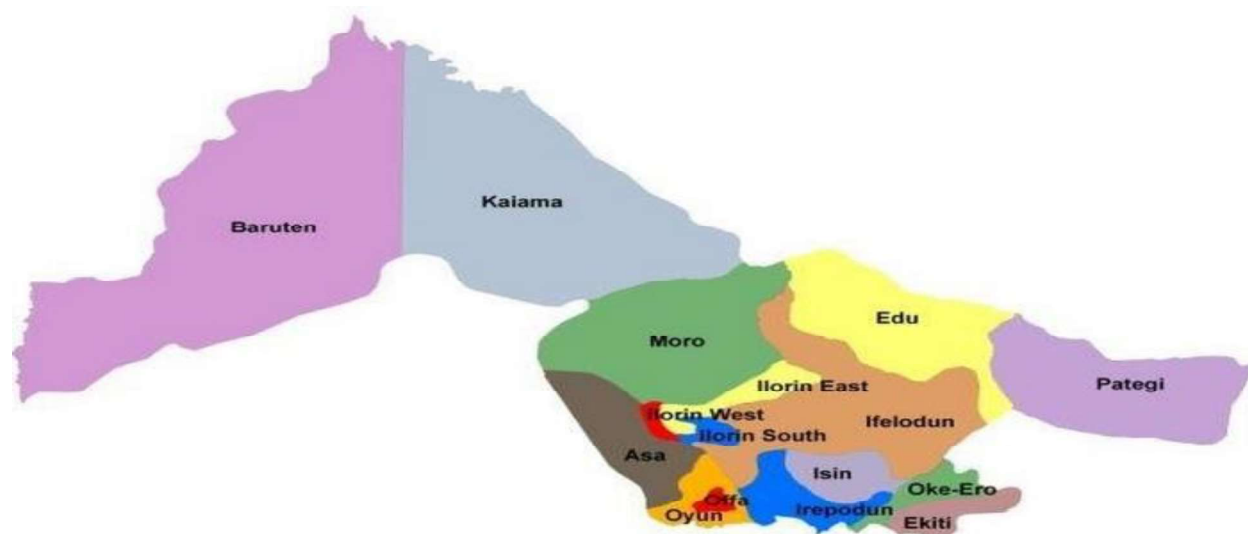 Kaiama
Baruten
Edu
Moro
Pategi
Ilorin East
Ilorin West
Ifelodun
Ilorin South
Asa
Isin
Oke-Ero
Offa
Irepodun
Oyun
Ekiti